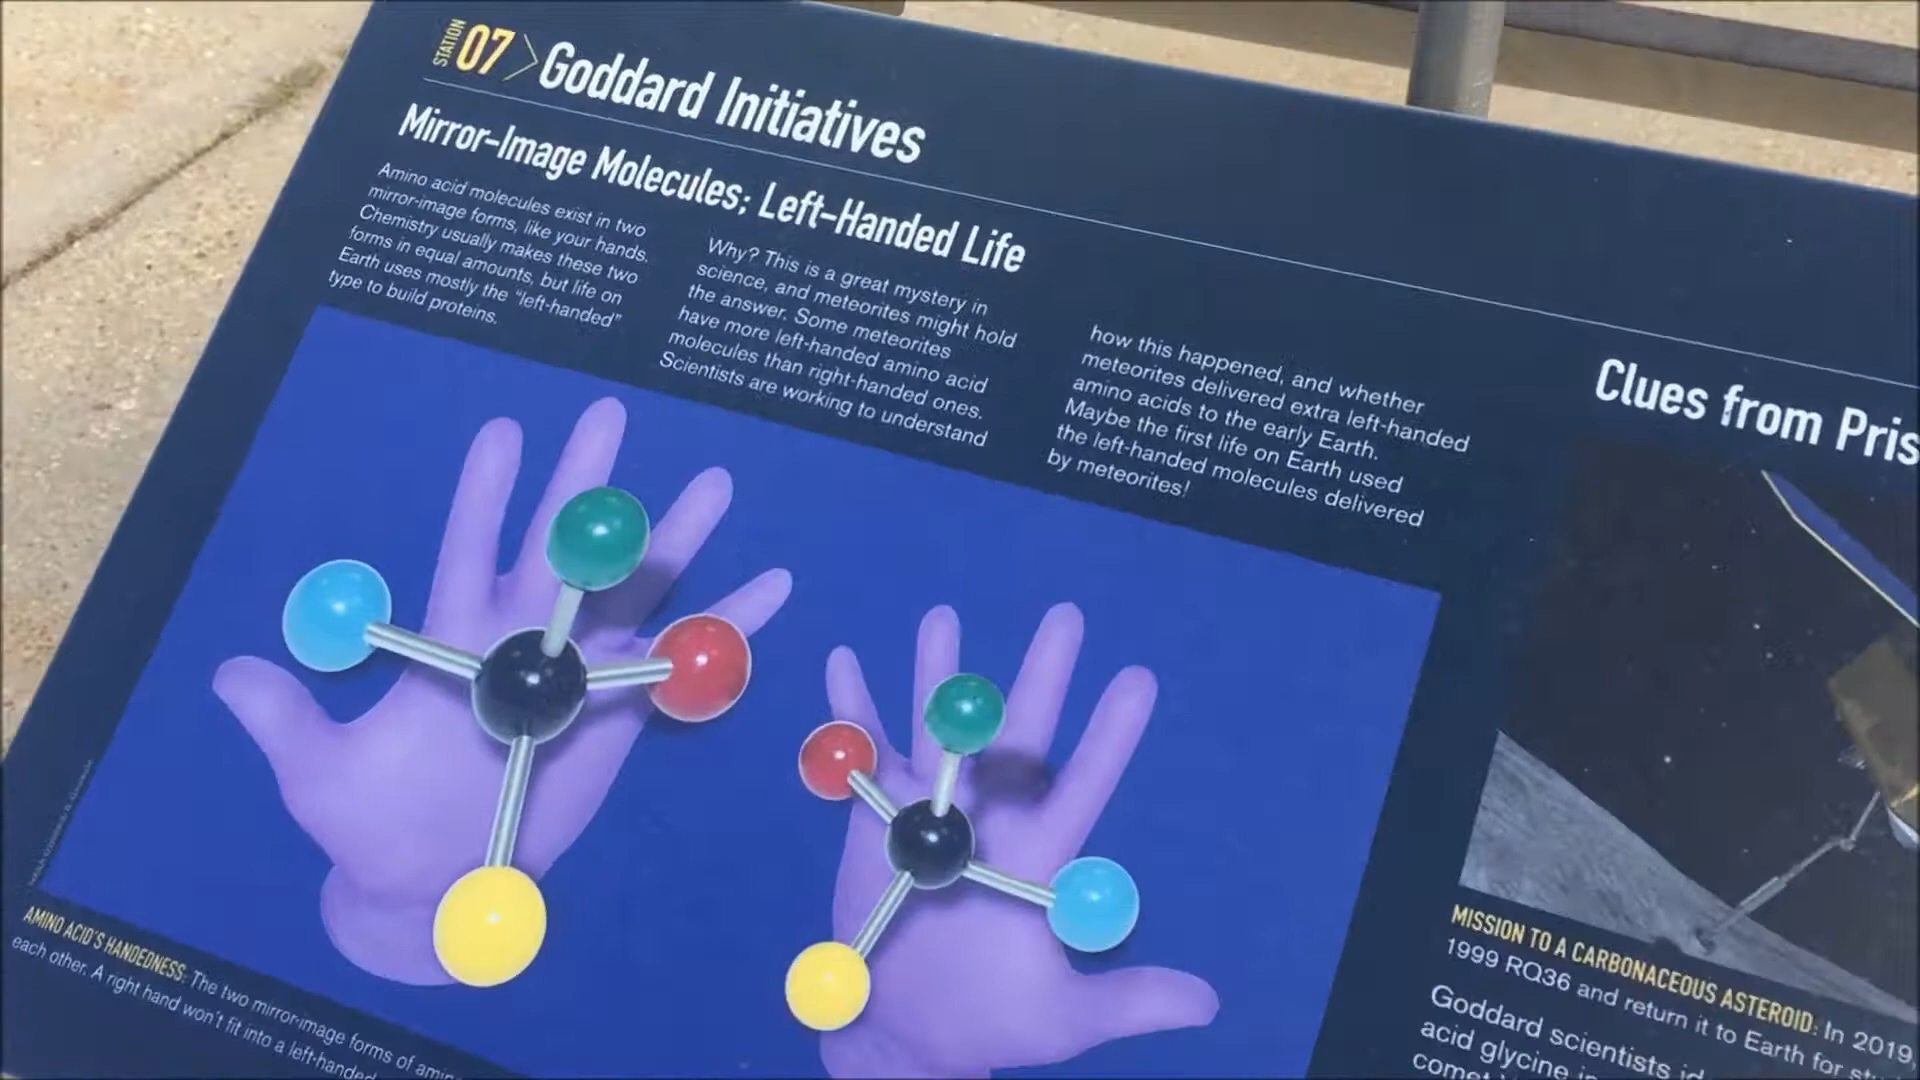 STATION
07
Goddard Initiatives
Mirror-Image Molecules; Left-Handed Life
Amino acid molecules exist in two
mirror-image forms, like your hands.
Chemistry usually makes these two
forms in equal amounts, but life on
Earth uses mostly the "left-handed"
type to build proteins.
Why? This is a great mystery in
science, and meteorites might hold
the answer. Some meteorites
have more left-handed amino acid
molecules than right-handed ones.
Scientists are working to understand
how this happened, and whether
meteorites delivered extra left-handed
amino acids to the early Earth.
Maybe the first life on Earth used
the left-handed molecules delivered
by meteorites!
AMINO ACID'S HANDEDNESS: The two mirror-image forms of
each other. A right hand won't fit into a left-handed
Clues from
MISSION TO A CARBONACEOUS ASTEROID: In 2019,
1999 RQ36 and return it to Earth for
Goddard scientists
acid glycine